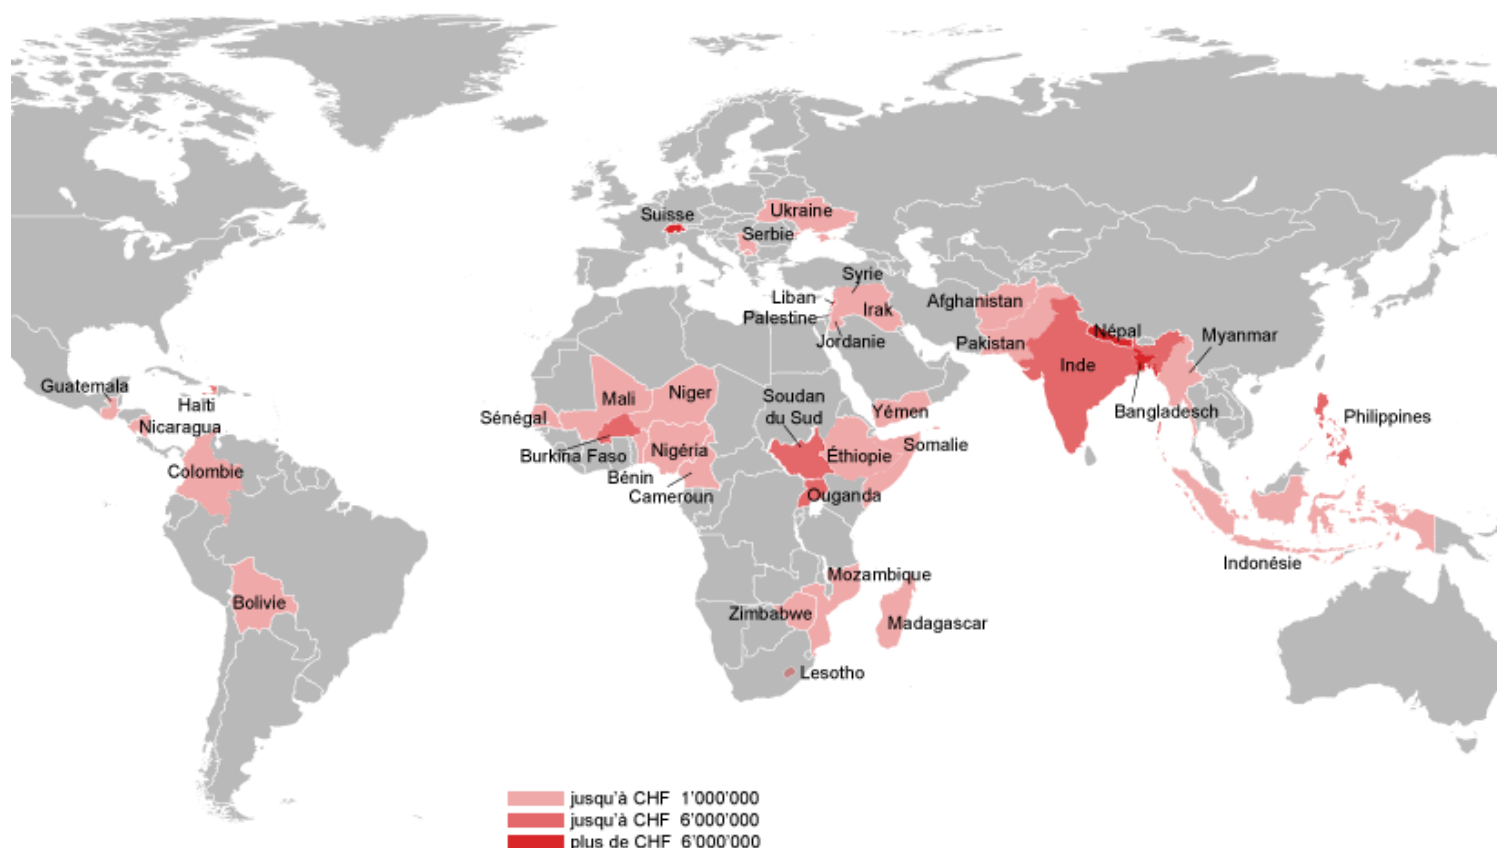 Suisse
Ukraine
Serbie
Syrie
Liban
Irak
Palestine
Jordanie
Afghanistan
Pakistan
Népal
Myanmar
Inde
Bangladesch
Philippines
Guatemala
Haïti
Nicaragua
Colombie
Bolivie
Sénégal
Mali
Niger
Soudan
du Sud
Yémen
Somalie
Burkina Faso
Nigéria
Éthiopie
Bénin
Cameroun
Ouganda
Indonésie
Mozambique
Zimbabwe
Madagascar
Lesotho
jusqu'à CHF 1'000'000
jusqu'à CHF 6'000'000
plus de CHF 6'000'000